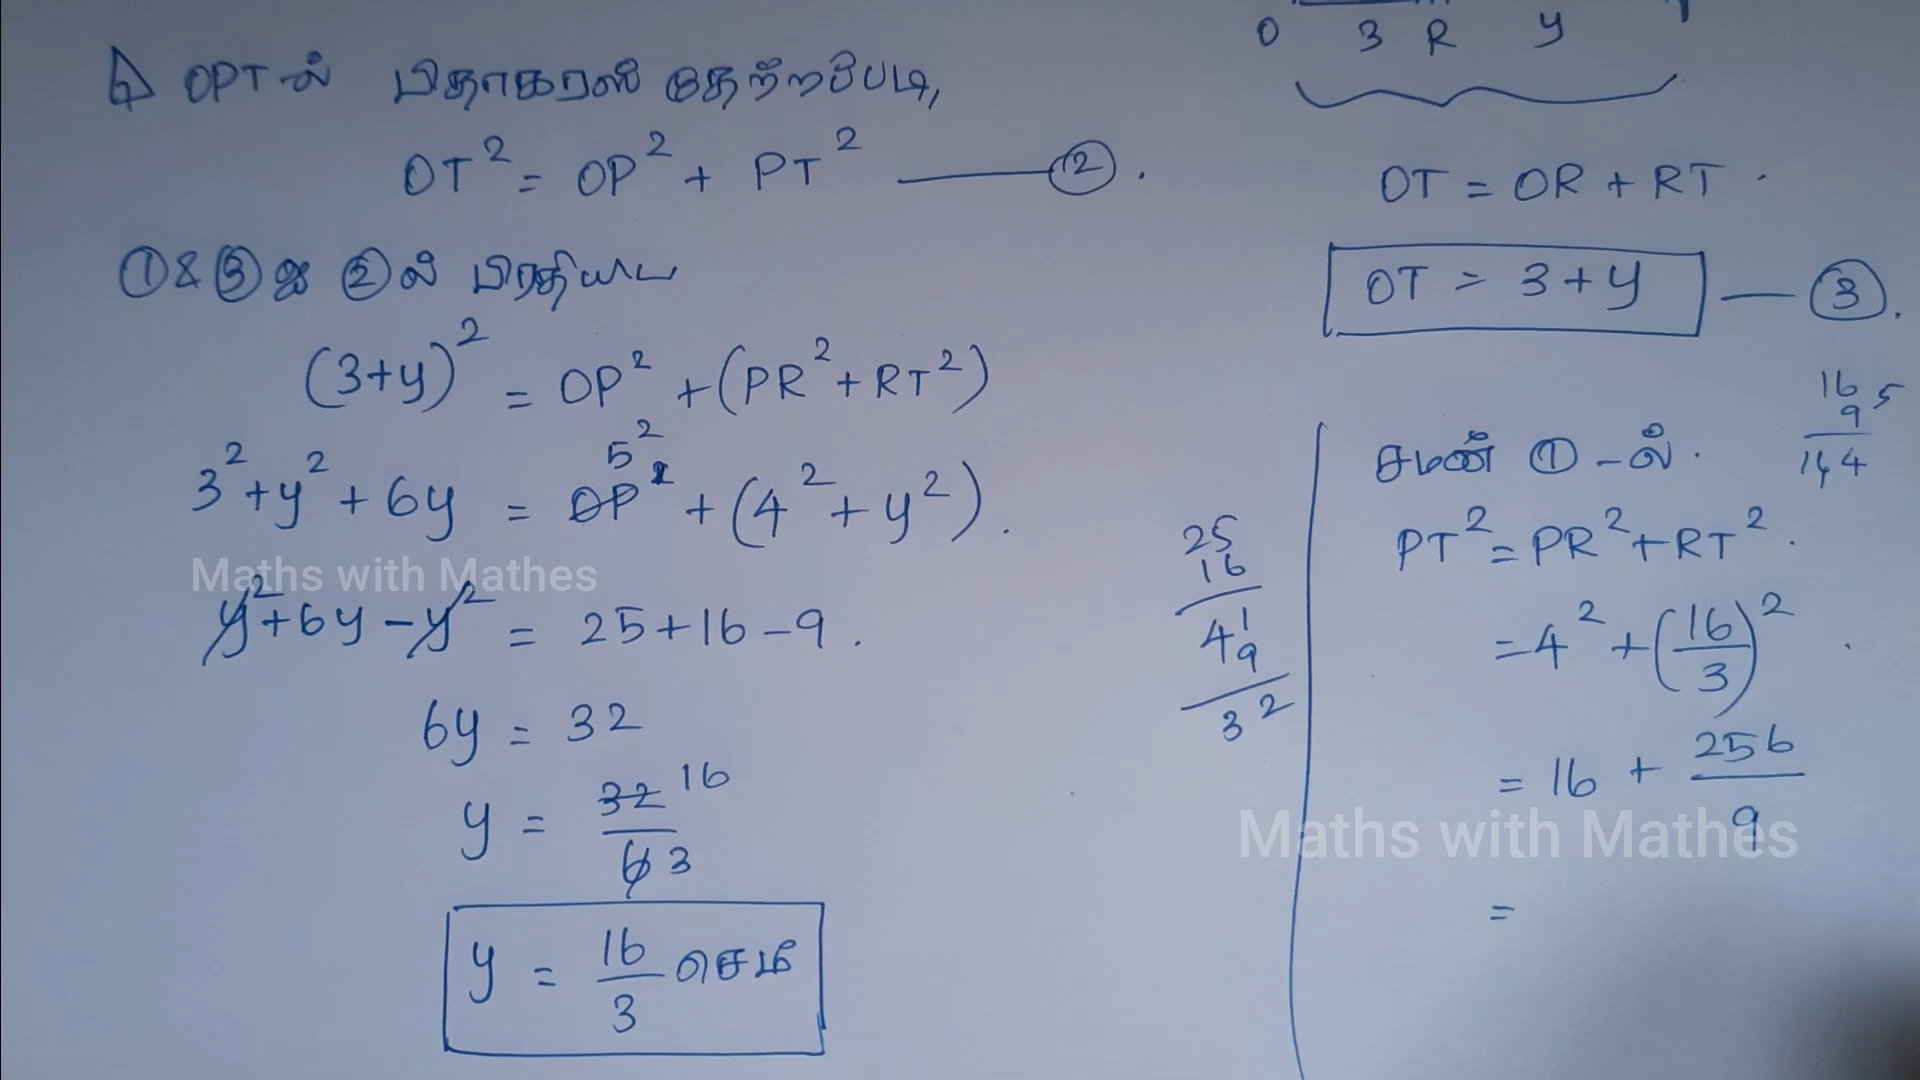 △ OPT-ல் பிதாகரஸ் தேற்றப்படி,
OT² = OP² + PT² —— ②.
①&③ஐ ②ல் பிரதியிட
(3+y)² = OP² + (PR²+RT²)
5²
3²+y²+6y = OP² + (4²+y²).
y²+6y-y² = 25+16-9.
6y = 32
y = 32/6 16/3
y = 16/3 செமீ
O 3 R y
OT = OR + RT.
OT = 3+y — ③.
25
16
41
9
32
16 5
9
144
சமன் ①-ல்.
PT² = PR²+RT².
= 4² + (16/3)²
= 16 + 256/9
=
Maths with Mathes
Maths with Mathes